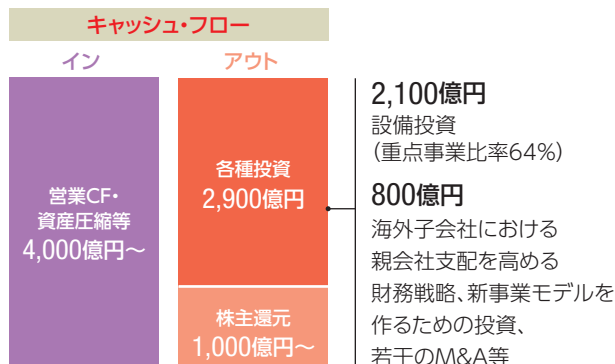 キャッシュ・フロー
イン
アウト
営業CF・
資産圧縮等
4,000億円～
各種投資
2,900億円
株主還元
1,000億円～
2,100億円
設備投資
（重点事業比率64%）
800億円
海外子会社における
親会社支配を高める
財務戦略、新事業モデルを
作るための投資、
若干のM&A等